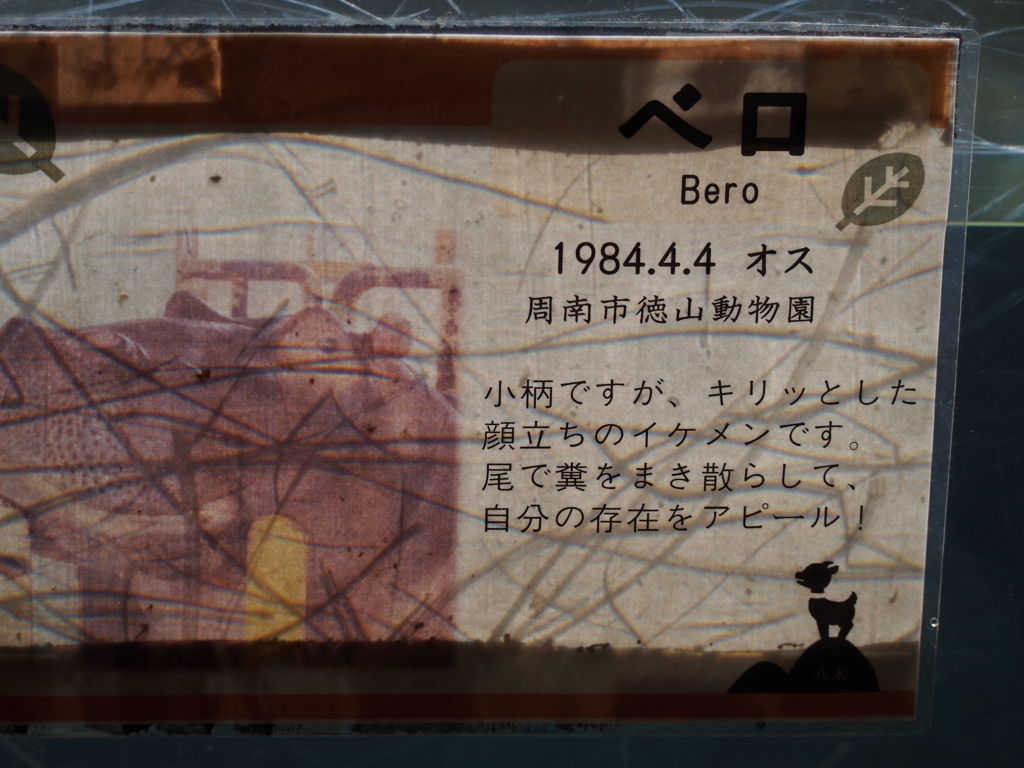 ベロ
Bero
1984.4.4 オス
周南市徳山動物園
小柄ですが、キリッとした
顔立ちのイケメンです。
尾で糞をまき散らして、
自分の存在をアピール！
八木